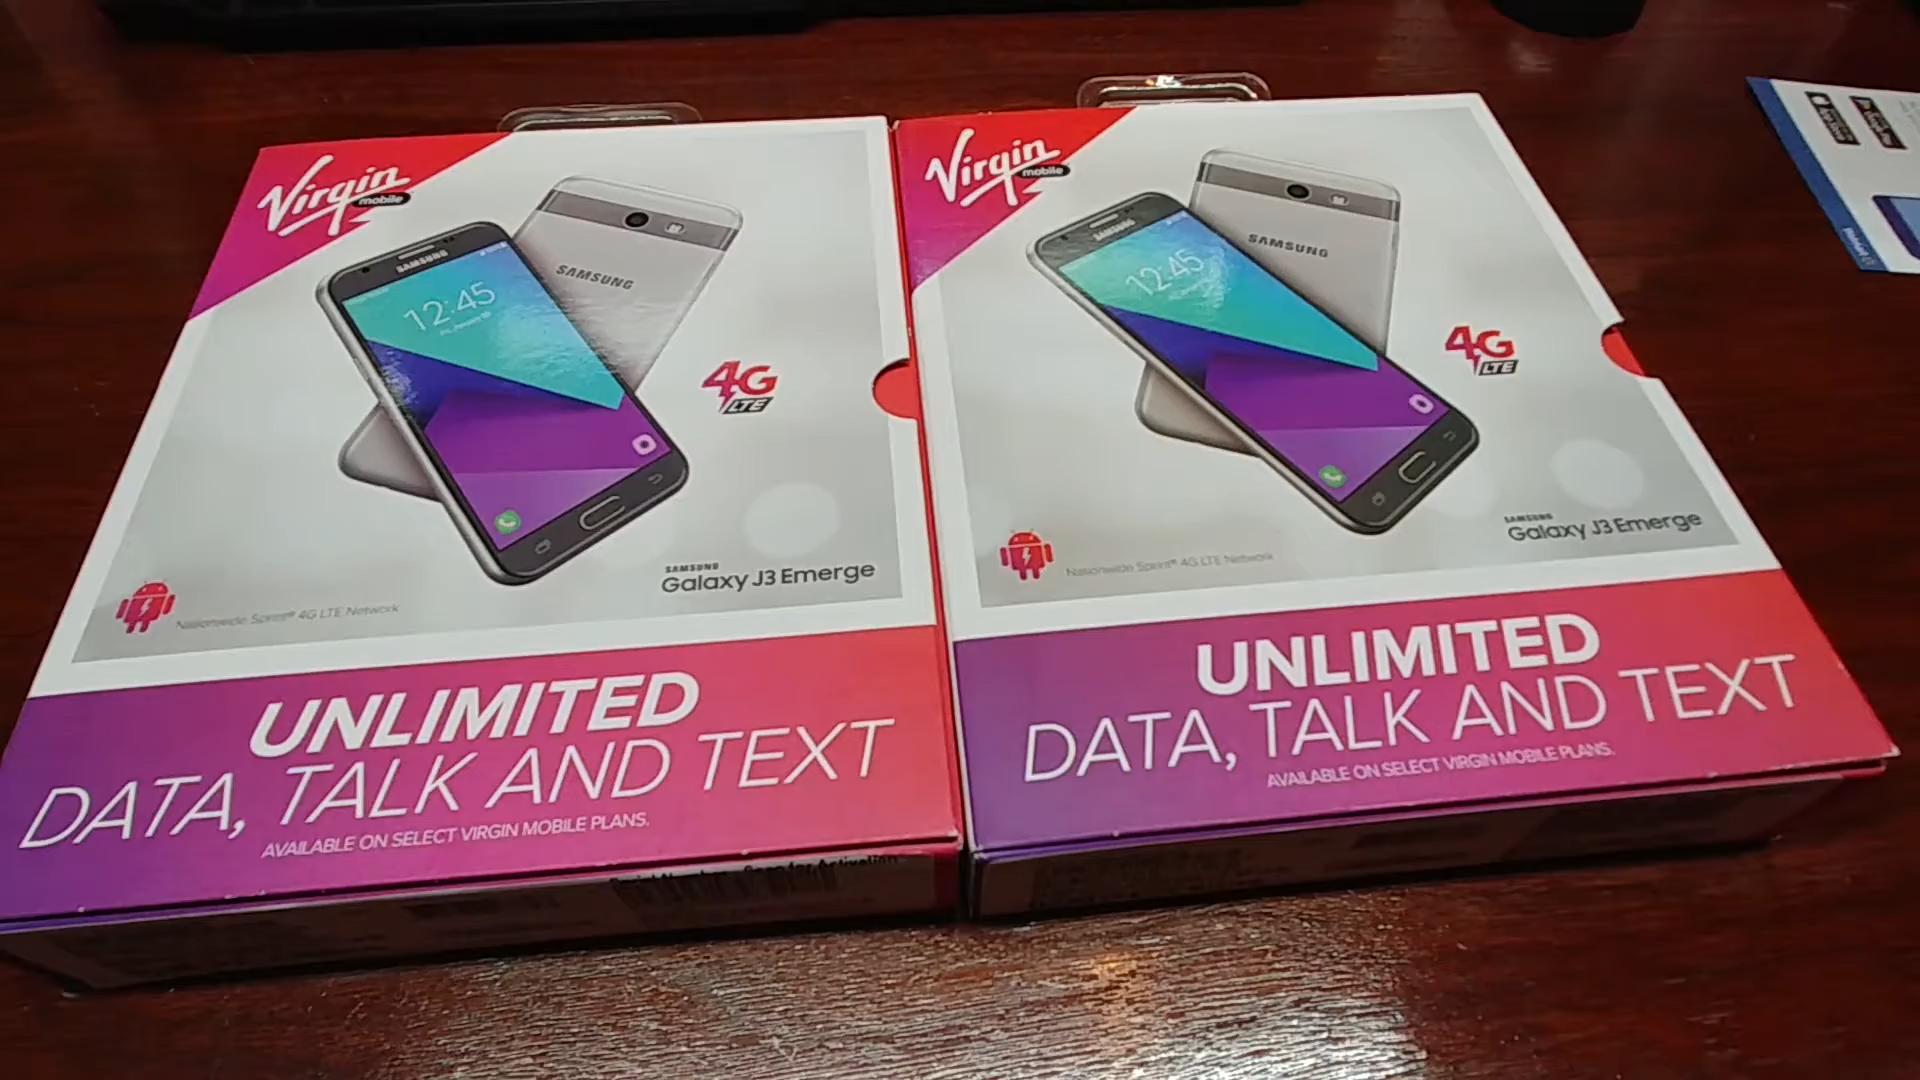 Virgin
mobile
SAMSUNG
12:45
SAMSUNG
4G
LTE
SAMSUNG
Galaxy J3 Emerge
Nationwide Sprint® 4G LTE Network
UNLIMITED
DATA, TALK AND TEXT
AVAILABLE ON SELECT VIRGIN MOBILE PLANS.
Virgin
mobile
SAMSUNG
12:45
SAMSUNG
4G
LTE
SAMSUNG
Galaxy J3 Emerge
Nationwide Sprint® 4G LTE Network
UNLIMITED
DATA, TALK AND TEXT
AVAILABLE ON SELECT VIRGIN MOBILE PLANS.